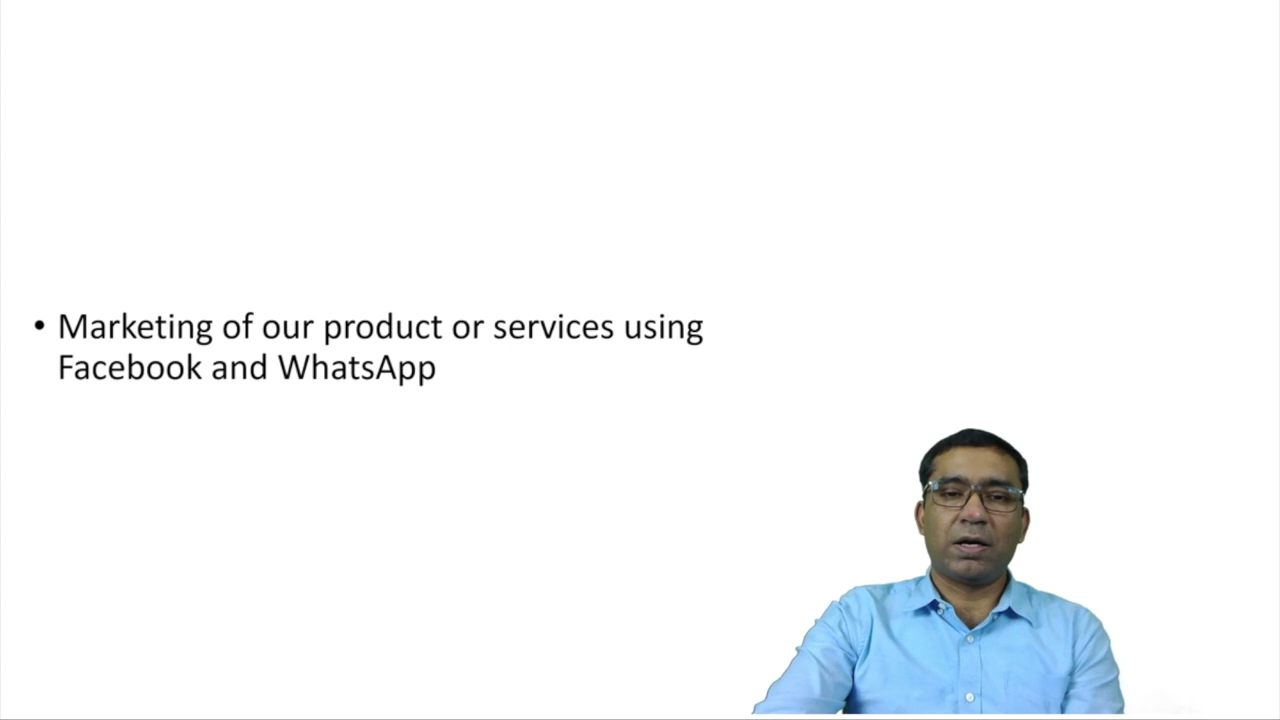 • Marketing of our product or services using
Facebook and WhatsApp